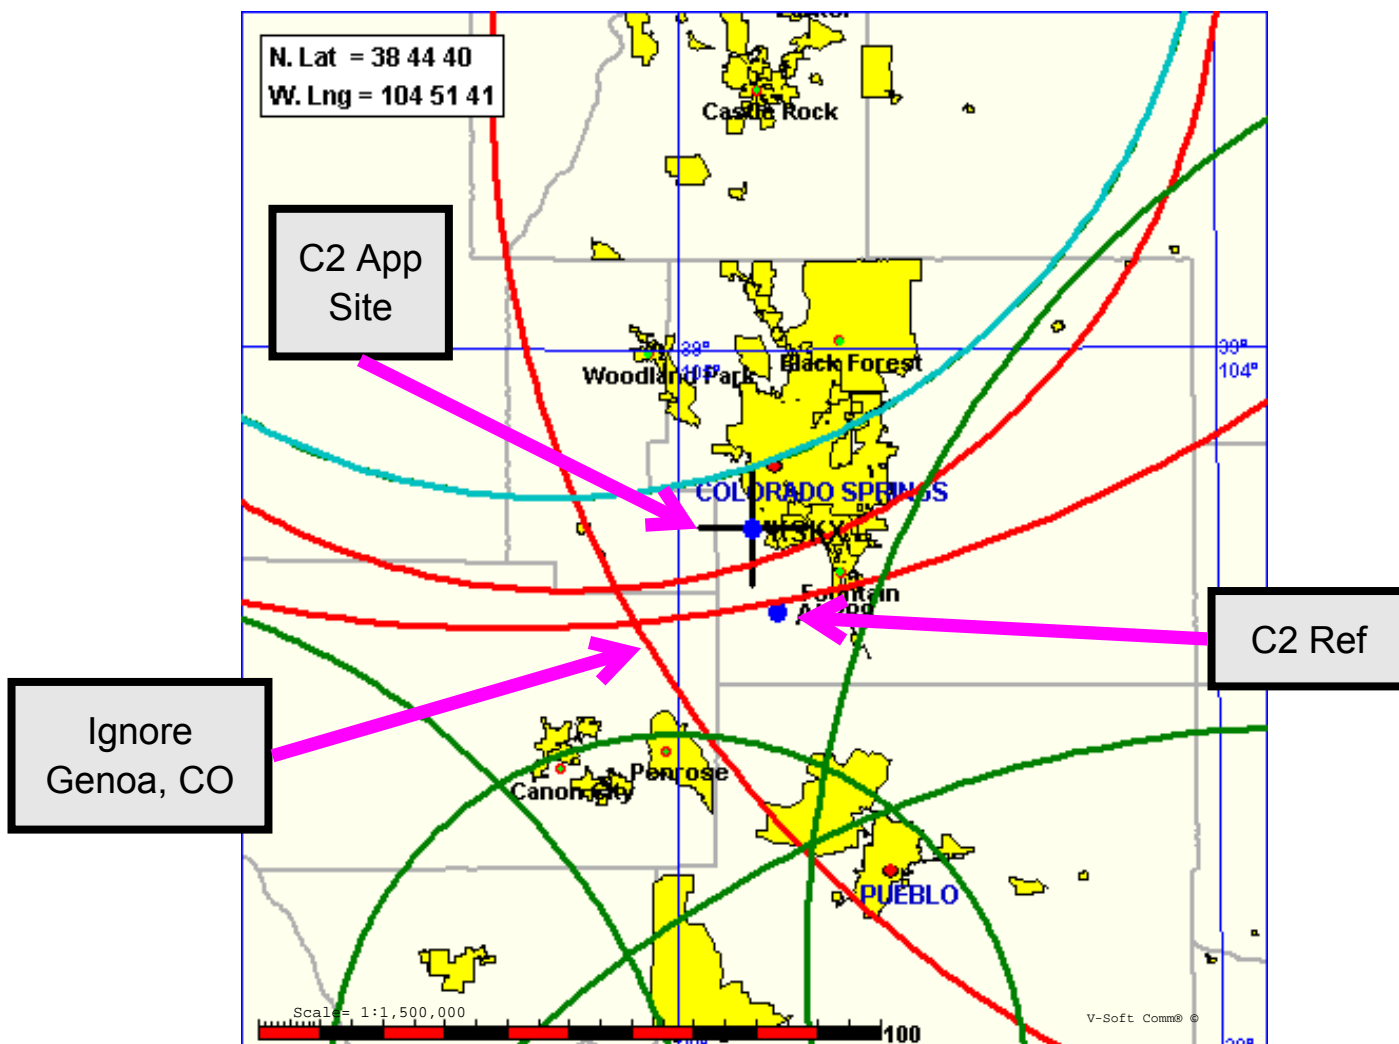 N. Lat = 38 44 40
W. Lng = 104 51 41
Castle Rock
C2 App
Site
39°
105°
39°
104°
Woodland Park
Black Forest
COLORADO SPRINGS
KSKX
Fountain
C2 Ref
Ignore
Genoa, CO
Penrose
Canon City
PUEBLO
Scale= 1:1,500,000
V-Soft Comm® ©
100